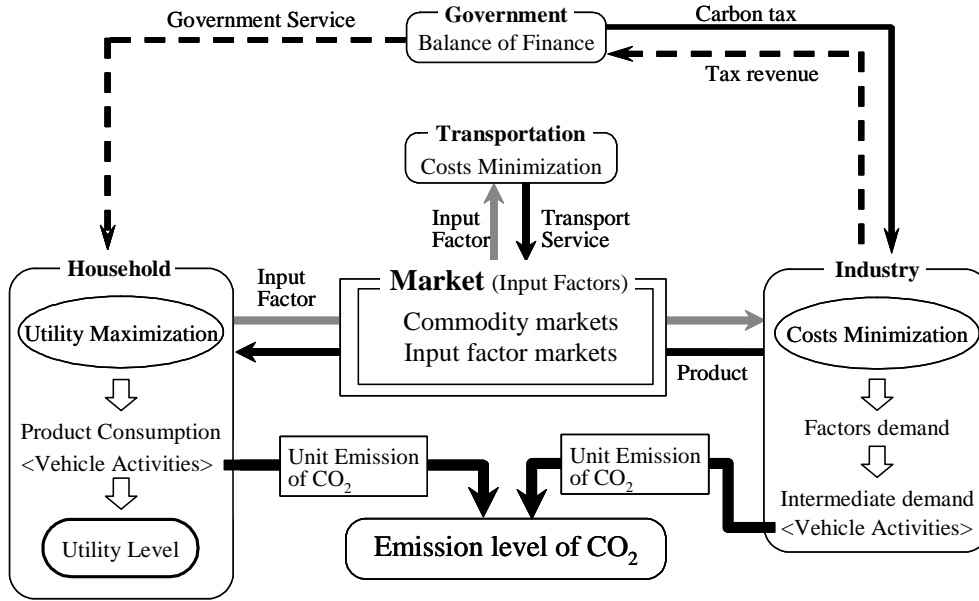 Government Service
Government
Balance of Finance
Carbon tax
Tax revenue
Transportation
Costs Minimization
Input
Factor
Transport
Service
Household
Utility Maximization
Product Consumption
<Vehicle Activities>
Utility Level
Input
Factor
Market (Input Factors)
Commodity markets
Input factor markets
Product
Industry
Costs Minimization
Factors demand
Intermediate demand
<Vehicle Activities>
Unit Emission
of CO₂
Unit Emission
of CO₂
Emission level of CO₂